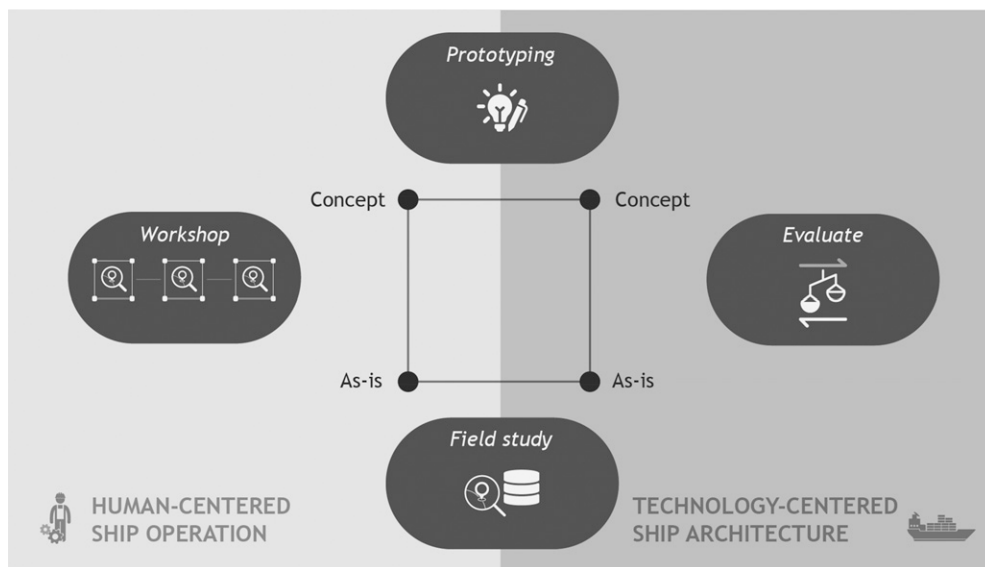 Prototyping
Concept
Concept
Workshop
Evaluate
As-is
As-is
Field study
HUMAN-CENTERED
SHIP OPERATION
TECHNOLOGY-CENTERED
SHIP ARCHITECTURE